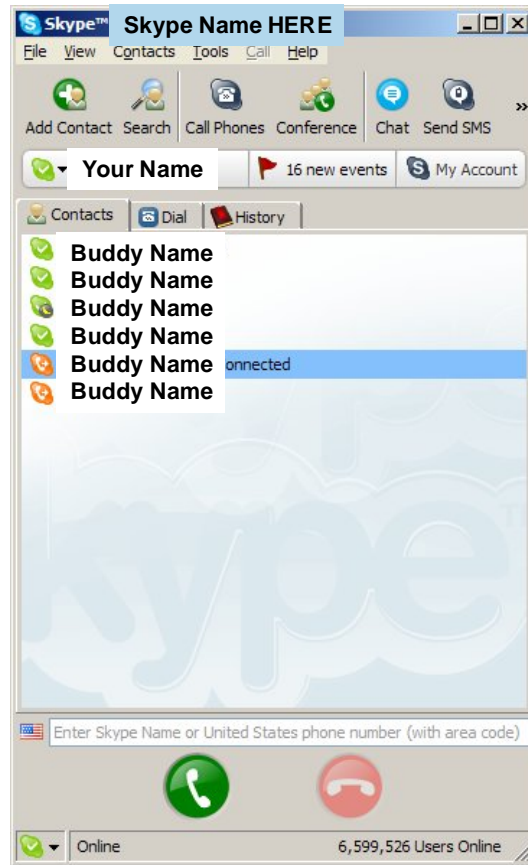 Skype™ Skype Name HERE
File View Contacts Tools Call Help
Add Contact Search Call Phones Conference Chat Send SMS »
Your Name 16 new events My Account
Contacts Dial History
Buddy Name
Buddy Name
Buddy Name
Buddy Name
Buddy Name onnected
Buddy Name
kype
Enter Skype Name or United States phone number (with area code)
Online 6,599,526 Users Online